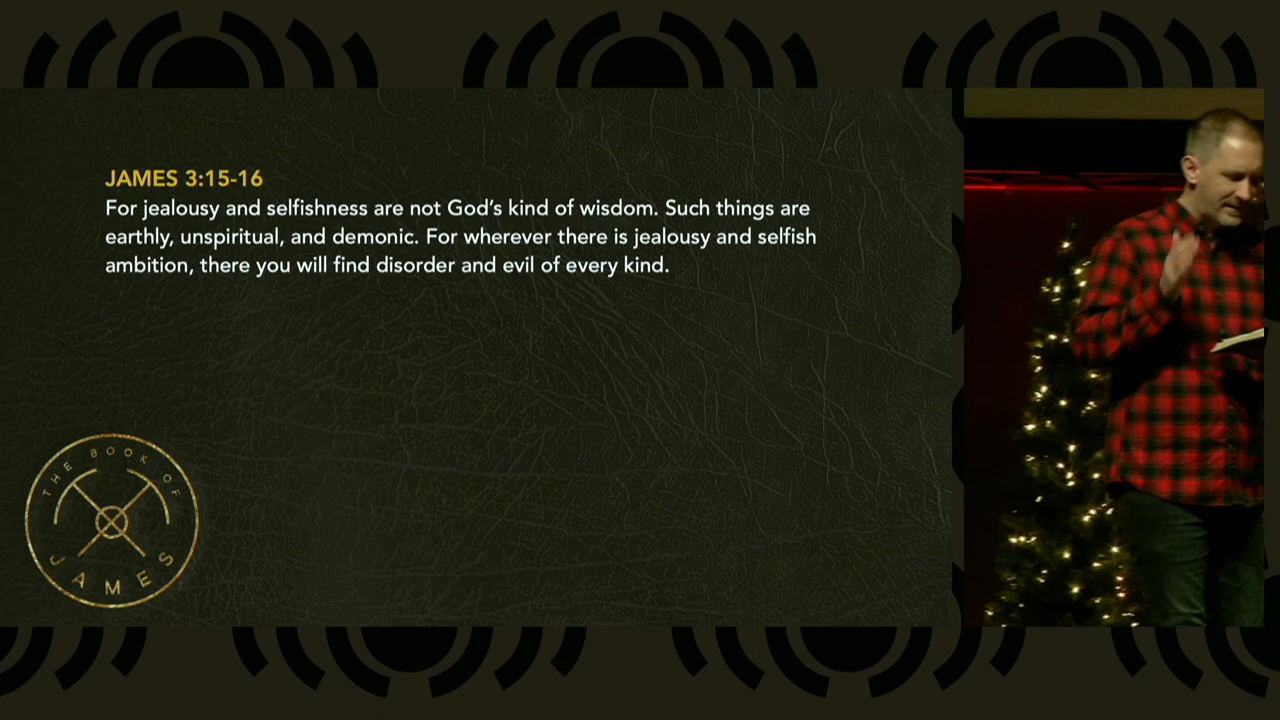 JAMES 3:15-16
For jealousy and selfishness are not God’s kind of wisdom. Such things are
earthly, unspiritual, and demonic. For wherever there is jealousy and selfish
ambition, there you will find disorder and evil of every kind.
THE BOOK OF
JAMES